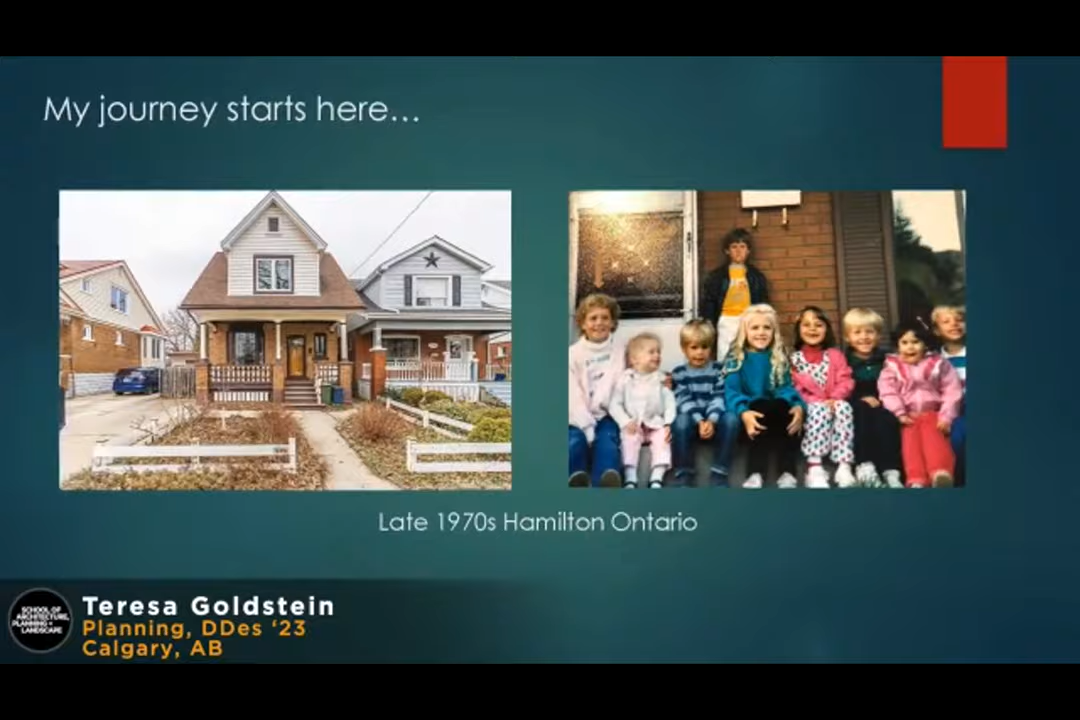 My journey starts here...
Late 1970s Hamilton Ontario
SCHOOL OF
ARCHITECTURE,
PLANNING +
LANDSCAPE
Teresa Goldstein
Planning, DDes ‘23
Calgary, AB